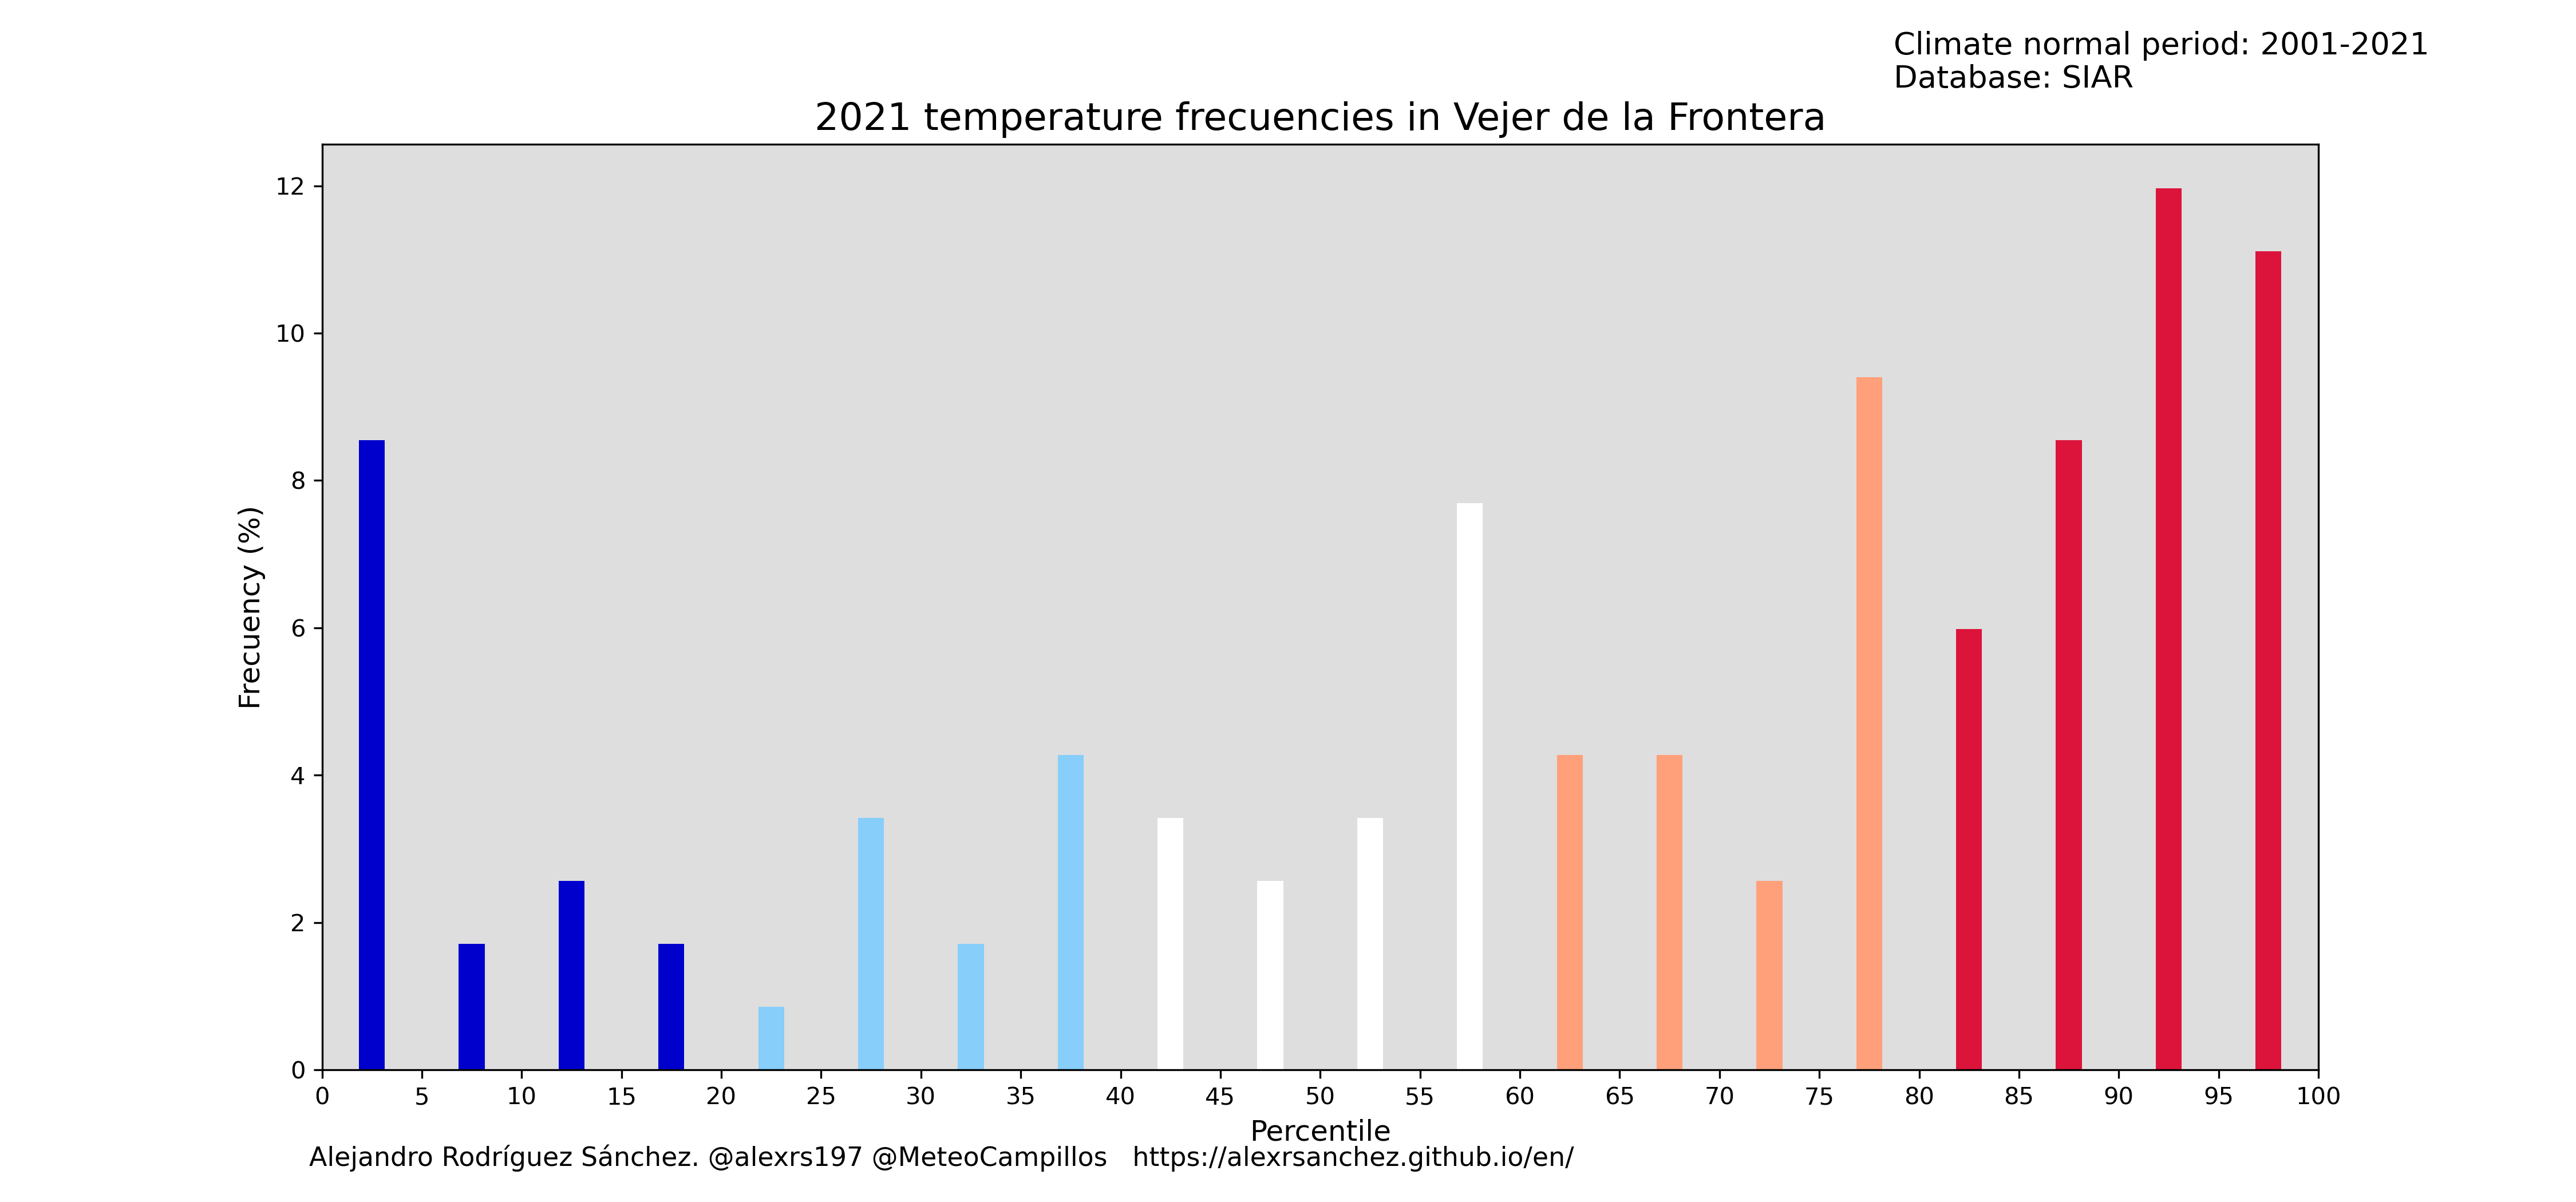 Climate normal period: 2001-2021
Database: SIAR
2021 temperature frecuencies in Vejer de la Frontera
12
10
8
6
4
2
0
Frecuency (%)
0 5 10 15 20 25 30 35 40 45 50 55 60 65 70 75 80 85 90 95 100
Percentile
Alejandro Rodríguez Sánchez. @alexrs197 @MeteoCampillos https://alexrsanchez.github.io/en/